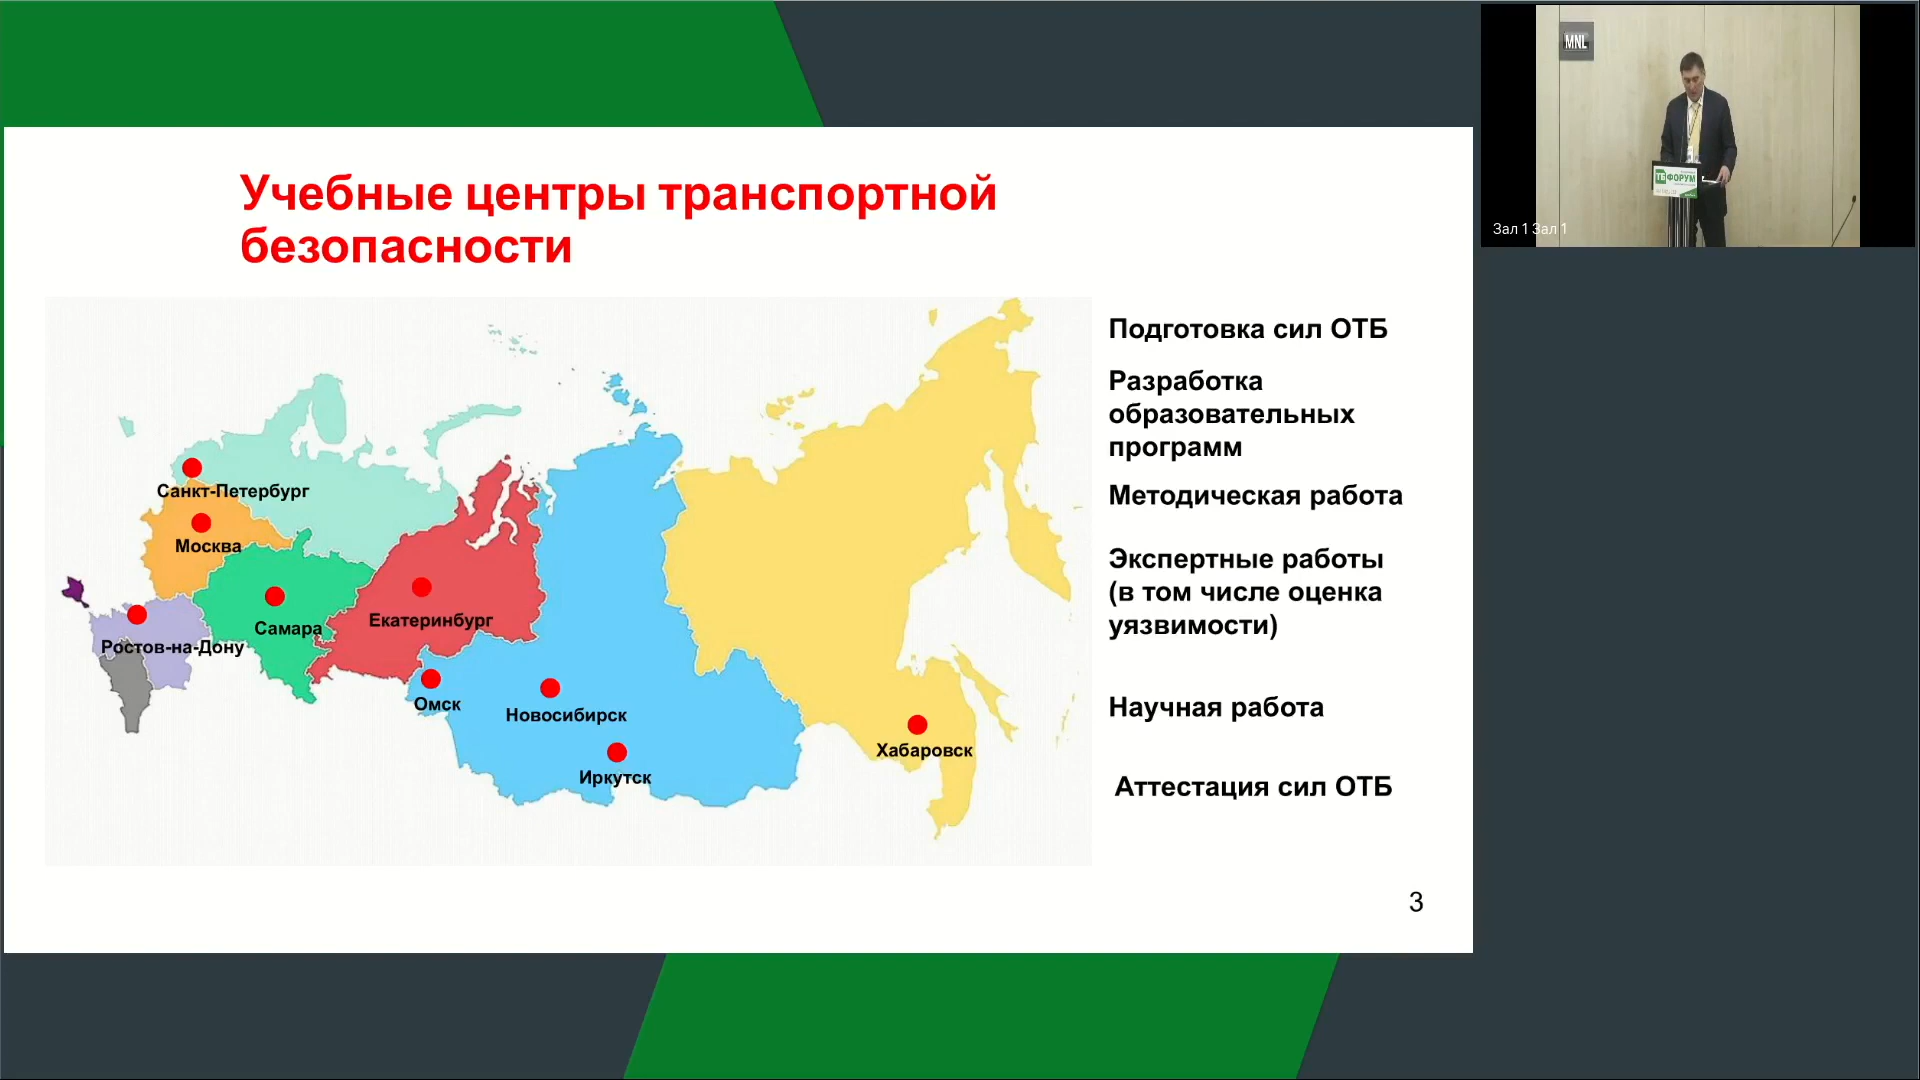 Учебные центры транспортной
безопасности
Санкт-Петербург
Москва
Ростов-на-Дону
Самара
Екатеринбург
Омск
Новосибирск
Иркутск
Хабаровск
Подготовка сил ОТБ
Разработка
образовательных
программ
Методическая работа
Экспертные работы
(в том числе оценка
уязвимости)
Научная работа
Аттестация сил ОТБ
3
MNL
ТБ ФОРУМ
Зал 1 Зал 1